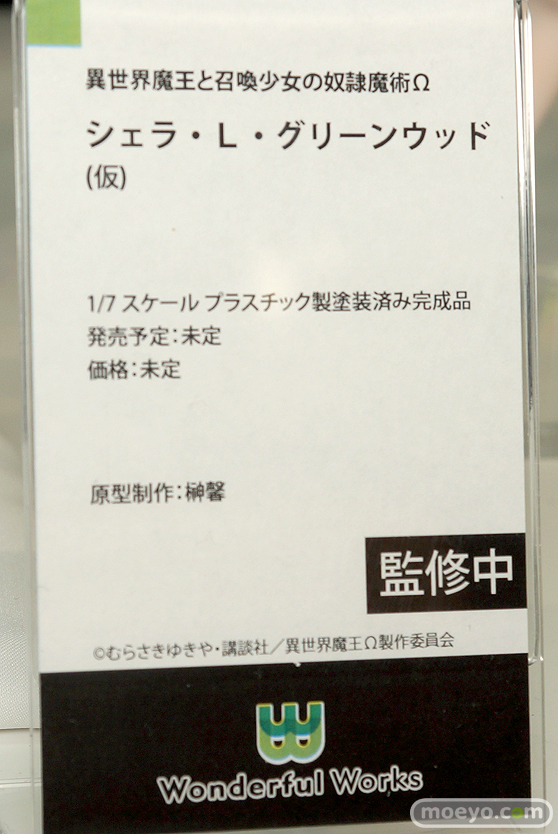 異世界魔王と召喚少女の奴隷魔術Ω
シェラ・L・グリーンウッド
(仮)
1/7 スケール プラスチック製塗装済み完成品
発売予定：未定
価格：未定
原型制作：榊馨
監修中
©むらさきゆきや・講談社／異世界魔王Ω製作委員会
Wonderful Works
moeyo.com